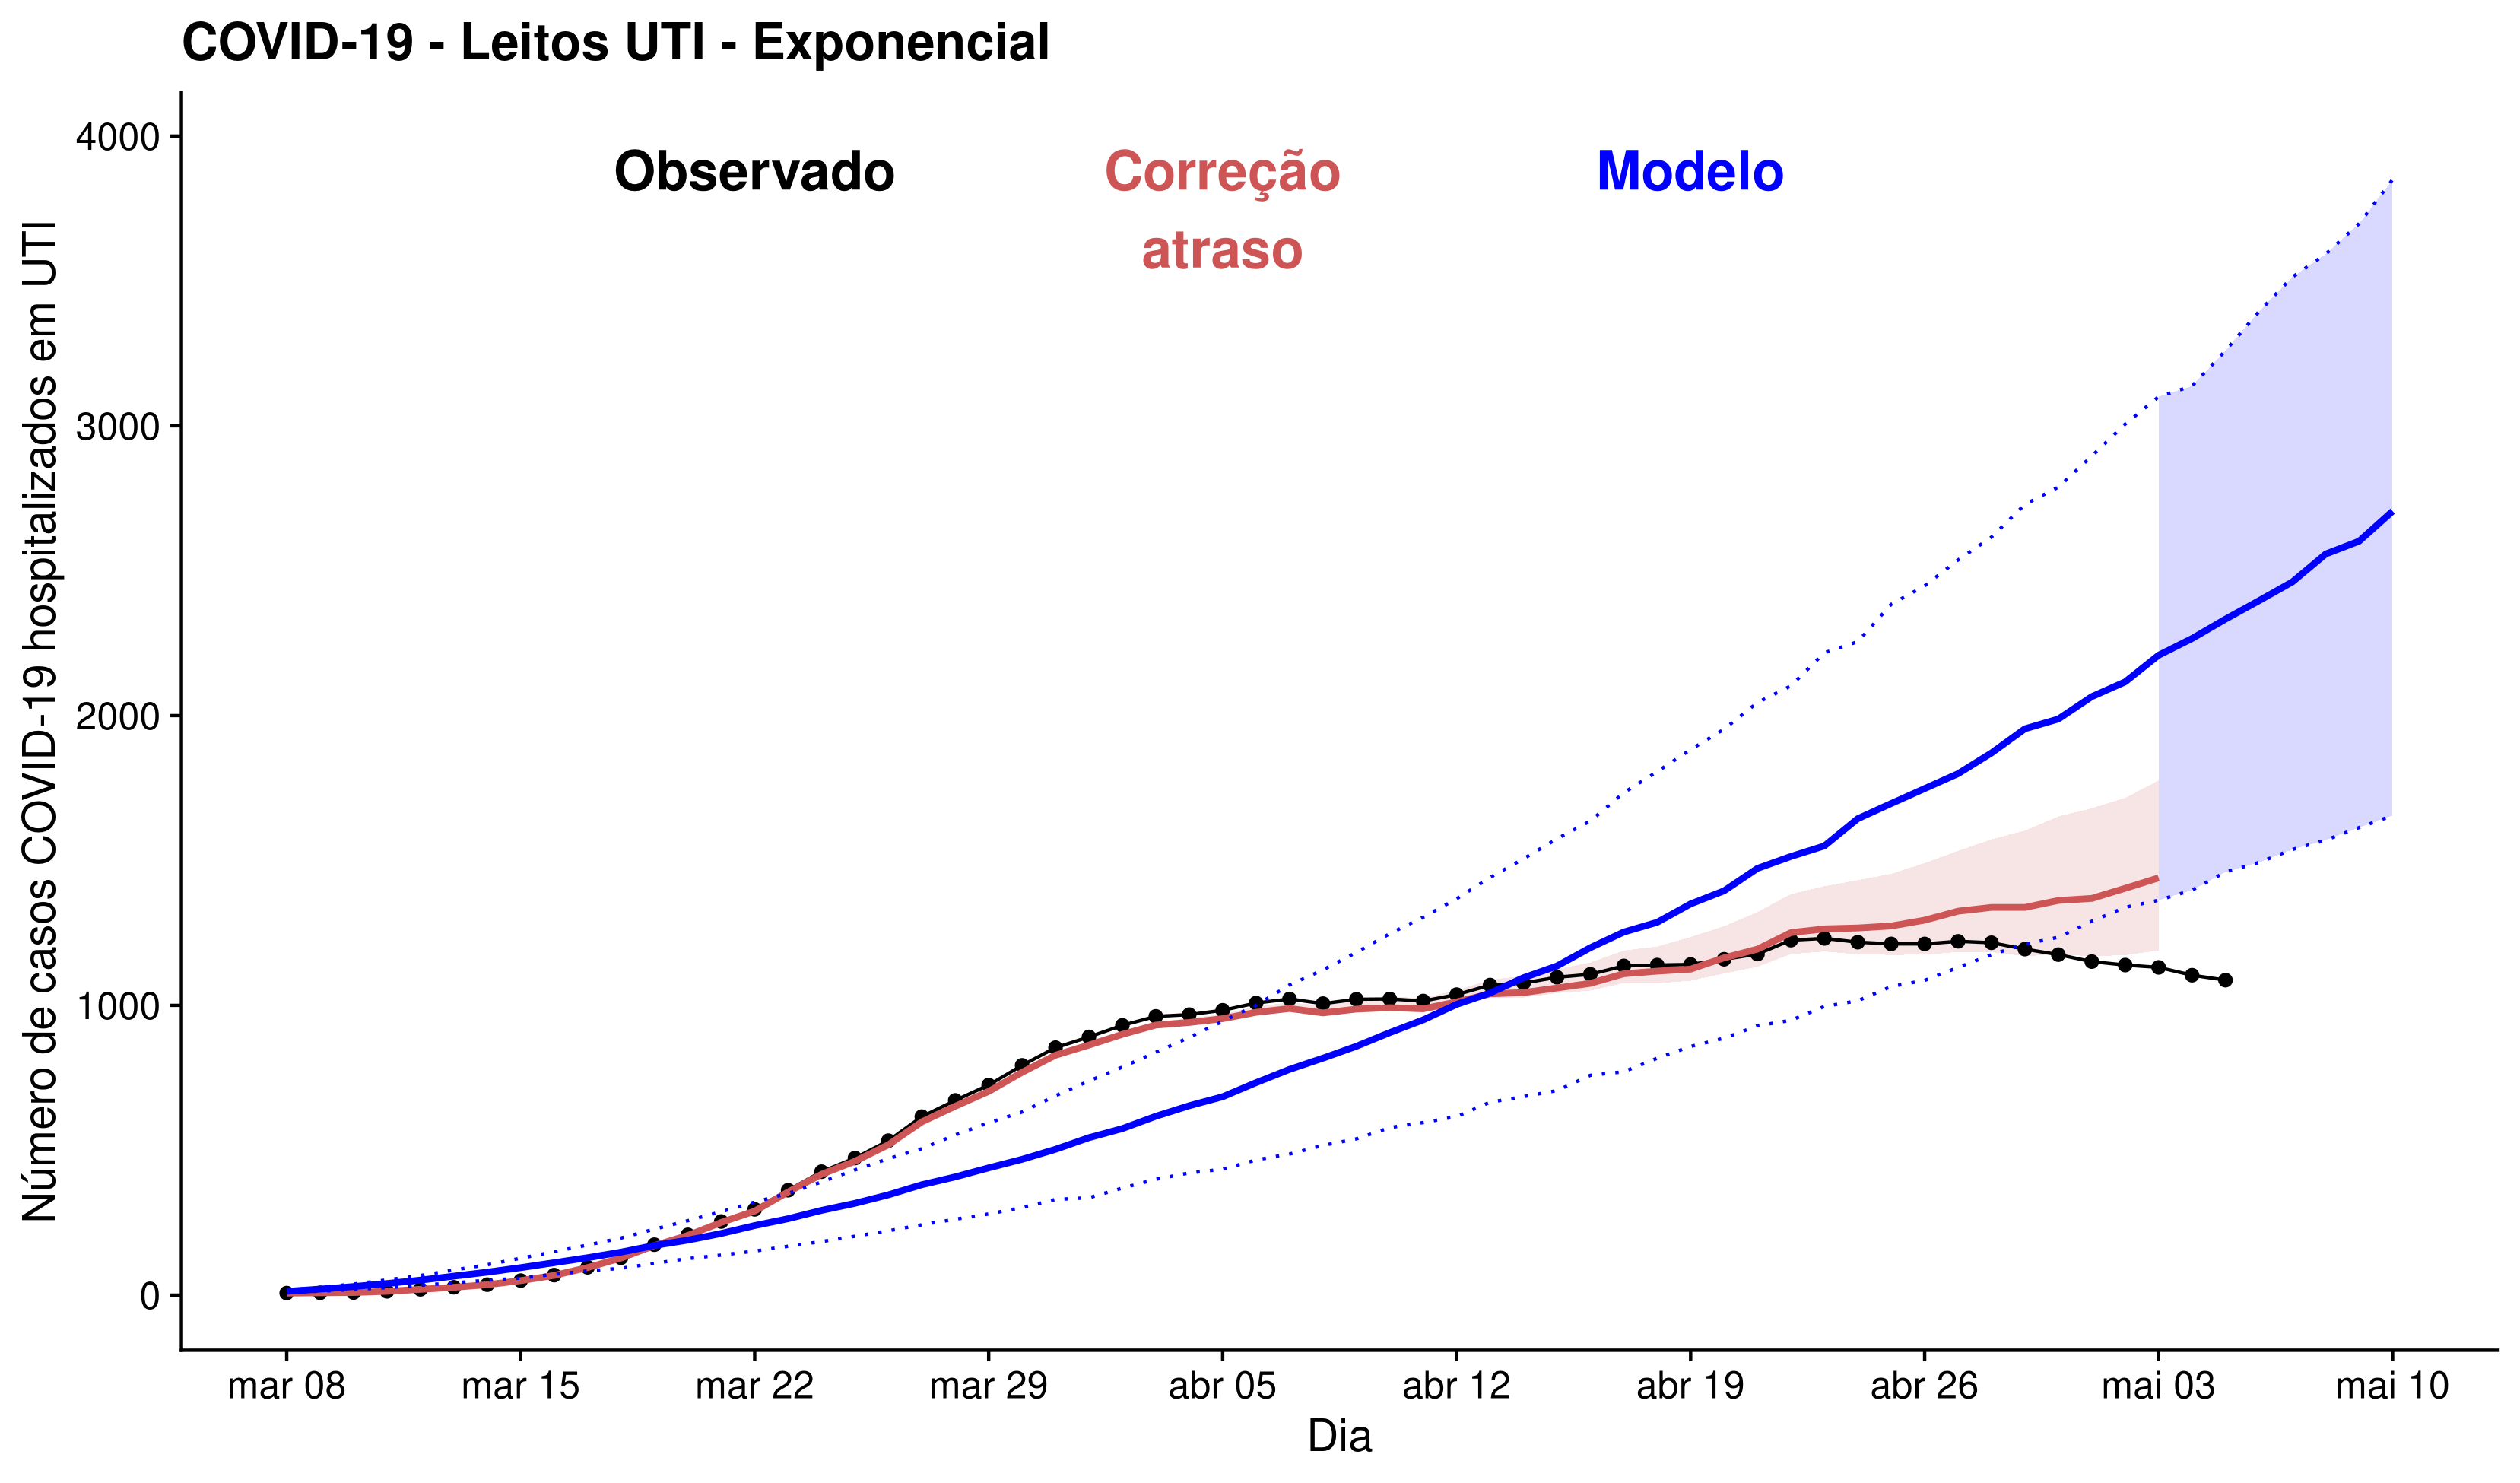 COVID-19 - Leitos UTI - Exponencial
Observado
Correção
atraso
Modelo
Número de casos COVID-19 hospitalizados em UTI
4000
3000
2000
1000
0
mar 08
mar 15
mar 22
mar 29
abr 05
abr 12
abr 19
abr 26
mai 03
mai 10
Dia